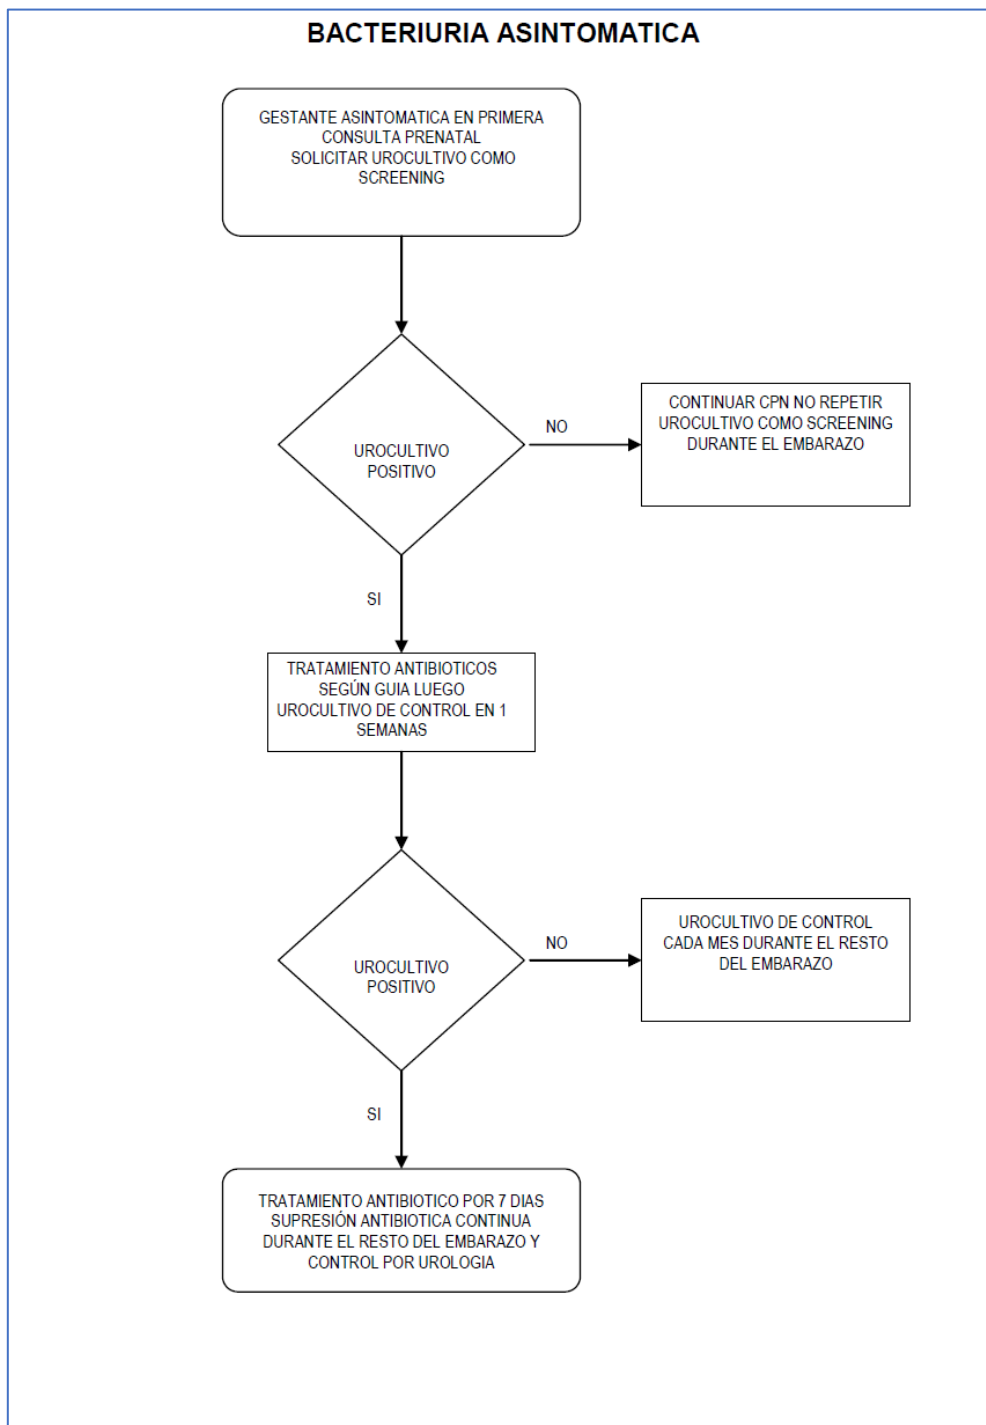 BACTERIURIA ASINTOMATICA
GESTANTE ASINTOMATICA EN PRIMERA
CONSULTA PRENATAL
SOLICITAR UROCULTIVO COMO
SCREENING
UROCULTIVO
POSITIVO
NO
CONTINUAR CPN NO REPETIR
UROCULTIVO COMO SCREENING
DURANTE EL EMBARAZO
SI
TRATAMIENTO ANTIBIOTICOS
SEGÚN GUIA LUEGO
UROCULTIVO DE CONTROL EN 1
SEMANAS
UROCULTIVO
POSITIVO
NO
UROCULTIVO DE CONTROL
CADA MES DURANTE EL RESTO
DEL EMBARAZO
SI
TRATAMIENTO ANTIBIOTICO POR 7 DIAS
SUPRESIÓN ANTIBIOTICA CONTINUA
DURANTE EL RESTO DEL EMBARAZO Y
CONTROL POR UROLOGIA